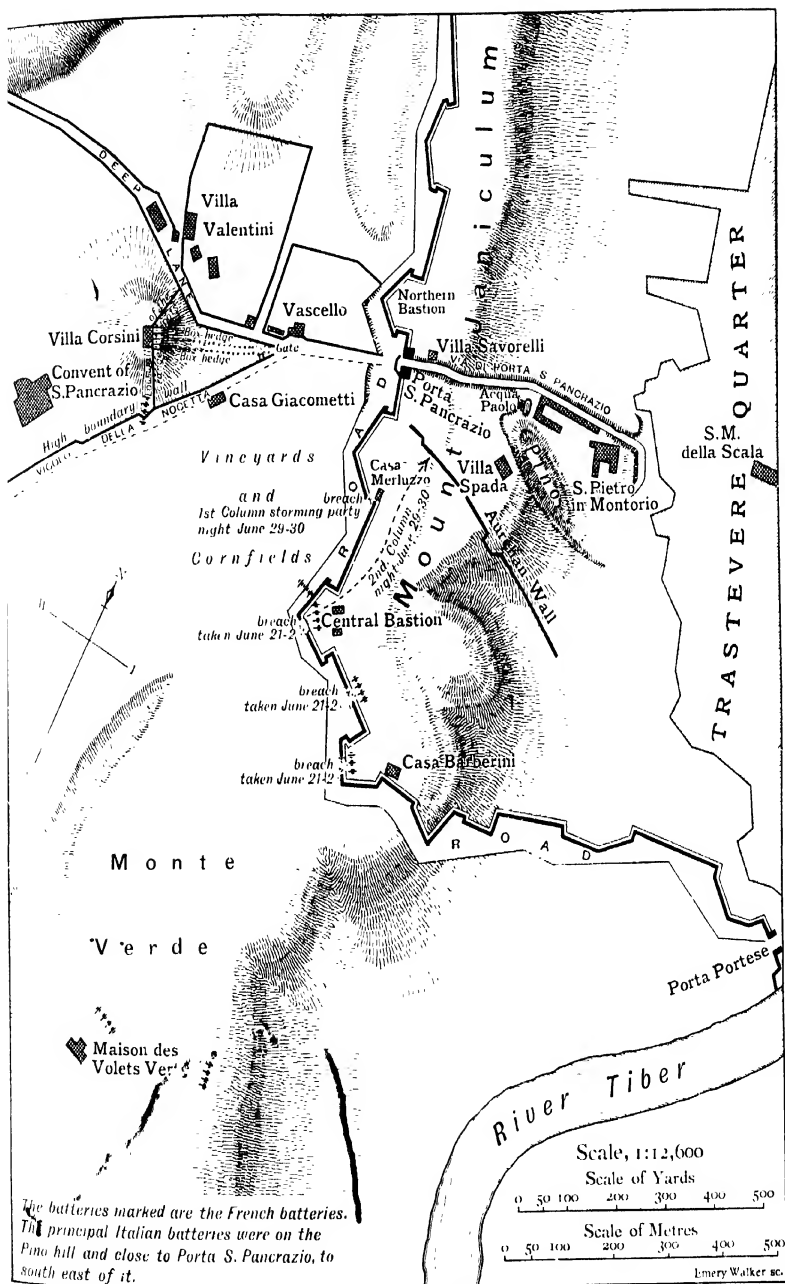 Mount Janiculum
DEEP LANE
Villa
Valentini
Vascello
Northern
Bastion
Villa Corsini
Box hedge
Box hedge
Gate
Villa Savorelli
VIA DI PORTA S. PANCRAZIO
Convent of
S. Pancrazio
Porta
S. Pancrazio
Acqua
Paolo
High boundary wall
VICOLO DELLA NOCETTA
Casa Giacometti
ROAD
Vineyards
and
Cornfields
Casa
Merluzzo
breach
1st Column storming party
night June 29-30
2nd. Column
night June 29-30
Villa
Spada
Pino
S. Pietro
in Montorio
S. M.
della Scala
TRASTEVERE QUARTER
Aurelian Wall
breach
taken June 21-2
Central Bastion
breach
taken June 21-2
breach
taken June 21-2
Casa Barberini
ROAD
Monte
Verde
Porta Portese
Maison des
Volets Verts
River Tiber
Scale, 1:12,600
Scale of Yards
0 50 100 200 300 400 500
Scale of Metres
0 50 100 200 300 400 500
The batteries marked are the French batteries.
The principal Italian batteries were on the
Pino hill and close to Porta S. Pancrazio, to
south east of it.
Emery Walker sc.